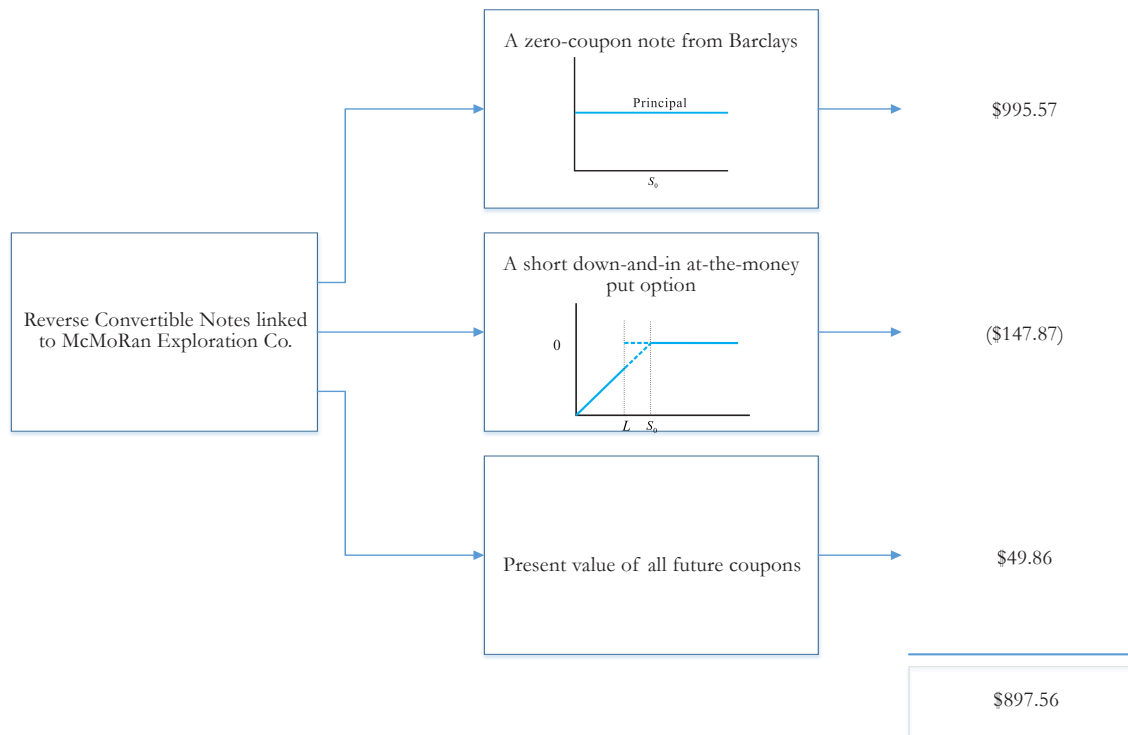 A zero-coupon note from Barclays
Principal
S₀
$995.57
Reverse Convertible Notes linked
to McMoRan Exploration Co.
A short down-and-in at-the-money
put option
0
L S₀
($147.87)
Present value of all future coupons
$49.86
$897.56